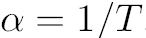 α = 1/T.